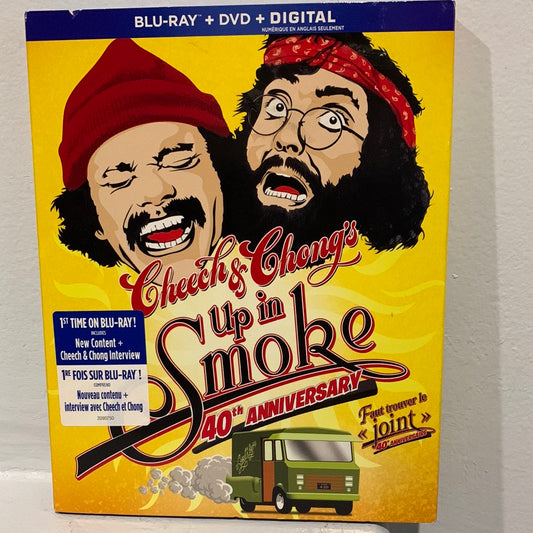 BLU-RAY™ + DVD + DIGITAL
NUMÉRIQUE EN ANGLAIS SEULEMENT
Cheech & Chong's
Up in
Smoke
40th ANNIVERSARY
1ST TIME ON BLU-RAY!
INCLUDES
New Content +
Cheech & Chong Interview
1RE FOIS SUR BLU-RAY !
COMPREND
Nouveau contenu +
interview avec Cheech et Chong
Faut trouver le
« joint »
40e ANNIVERSAIRE